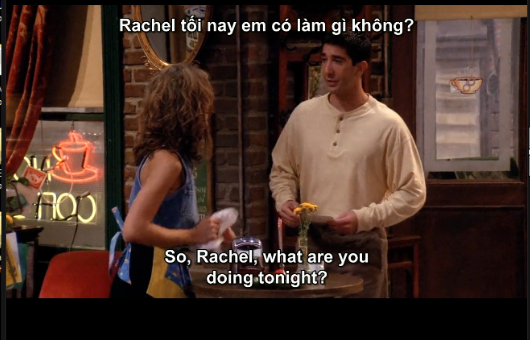 Rachel tối nay em có làm gì không?
So, Rachel, what are you
doing tonight?